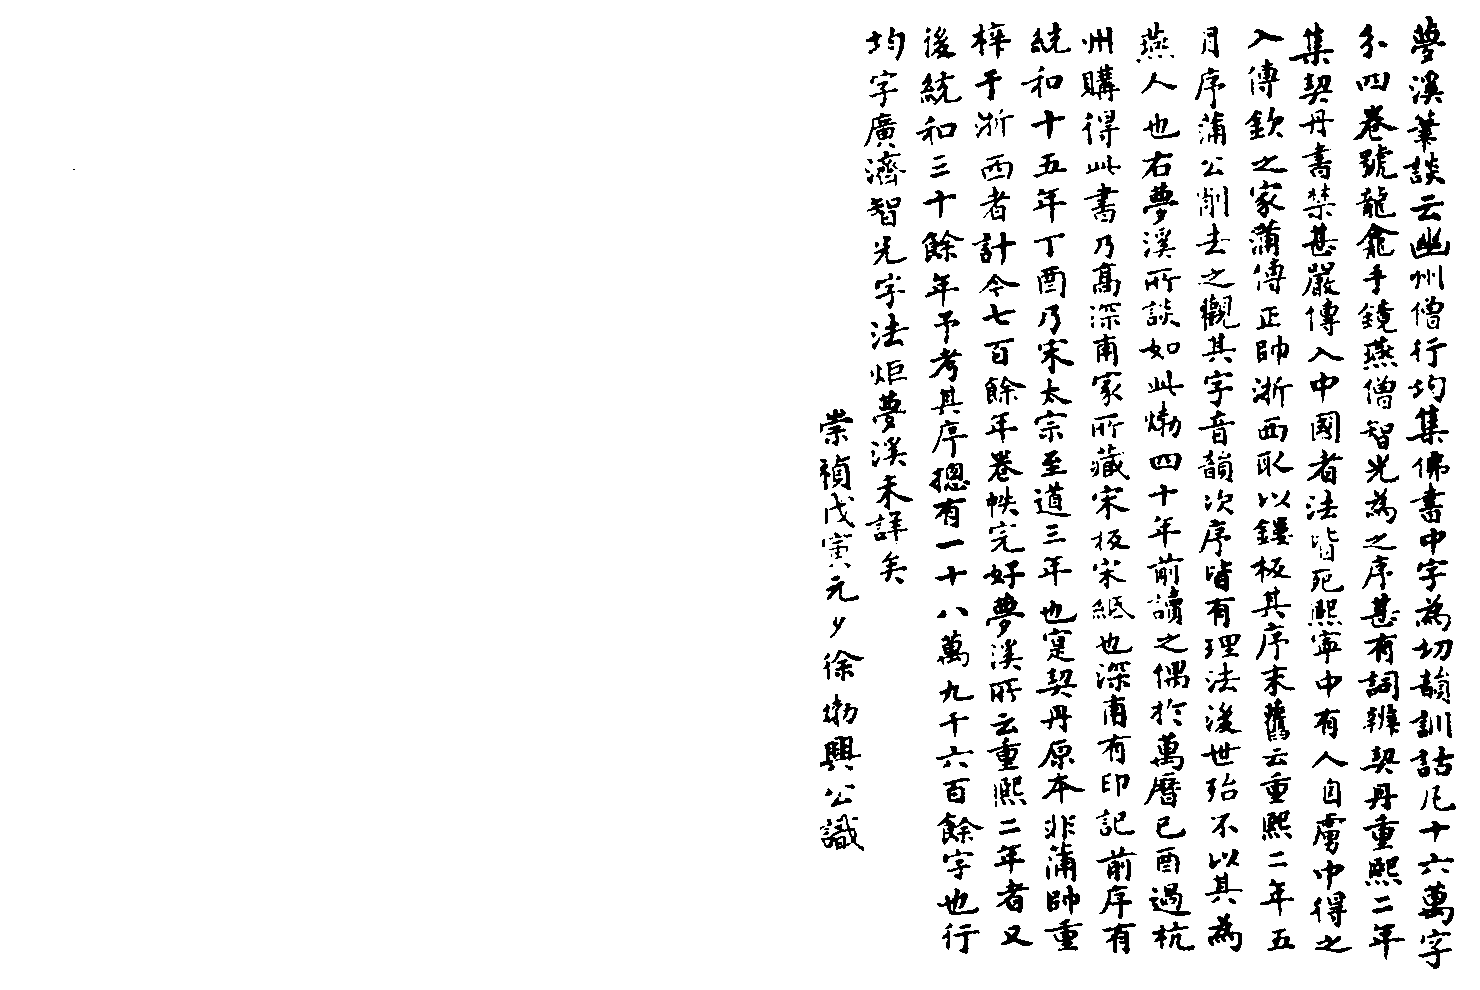 夢溪筆談云幽州僧行均集佛書中字為切韻訓詁凡十六萬字
分四卷號龍龕手鏡燕僧智光為之序甚有詞辨契丹重熙二年
集契丹書禁甚嚴傳入中國者法皆死熙寧中有人自虜中得之
入傳欽之家蒲傳正帥浙西取以鏤板其序末舊云重熙二年五
月序蒲公削去之觀其字音韻次序皆有理法後世殆不以其為
燕人也右夢溪所談如此㶿四十年前讀之偶於萬曆己酉過杭
州購得此書乃高深甫家所藏宋板宋紙也深甫有印記前序有
統和十五年丁酉乃宋太宗至道三年也寔契丹原本非蒲帥重
梓于浙西者計今七百餘年卷帙完好夢溪所云重熙二年者又
後統和三十餘年予考其序摠有一十八萬九千六百餘字也行
均字廣濟智光字法炬夢溪未詳矣
崇禎戊寅元夕徐㶿興公識